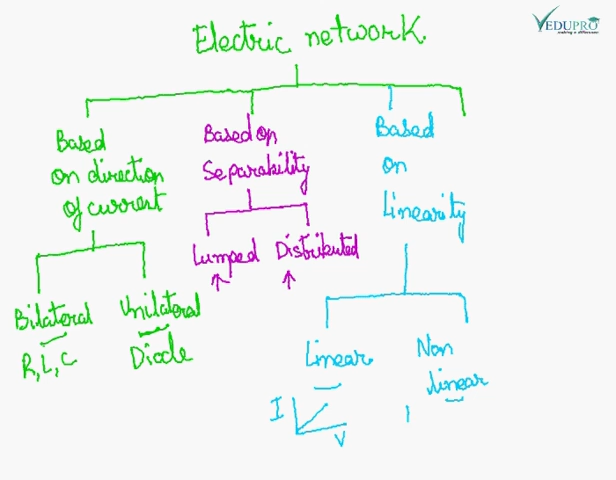 VEDUPRO
making a difference
Electric network
Based
on direction
of current
Based on
Separability
Based
on
Linearity
Lumped
Distributed
Bilateral
R, L, C
Unilateral
Diode
Linear
I
V
Non
linear